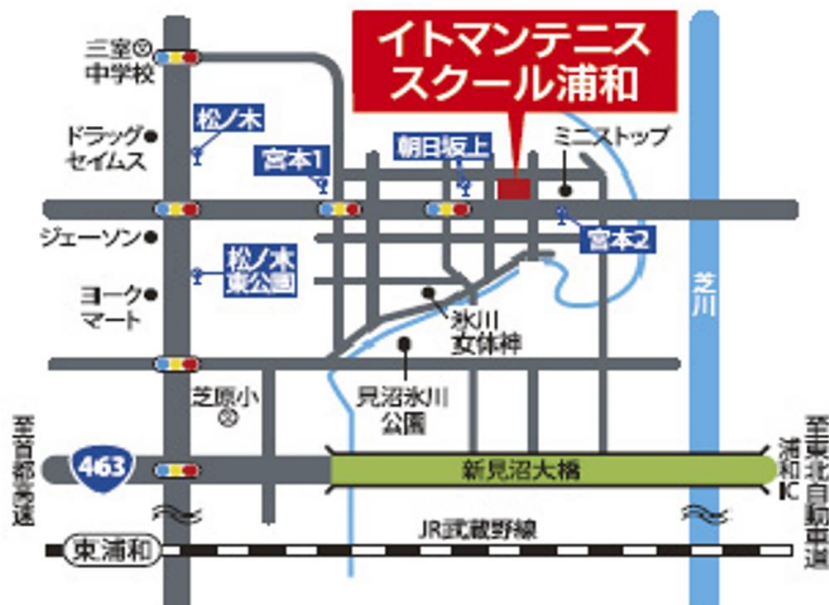 イトマンテニス
スクール浦和
三室
中学校
ドラッグ
セイムス
松ノ木
宮本1
朝日坂上
ミニストップ
ジェーソン
宮本2
松ノ木
東公園
ヨーク
マート
芝川
氷川
女体神
芝原小
見沼氷川
公園
至首都高速
463
新見沼大橋
浦和IC
至東北自動車道
JR武蔵野線
東浦和